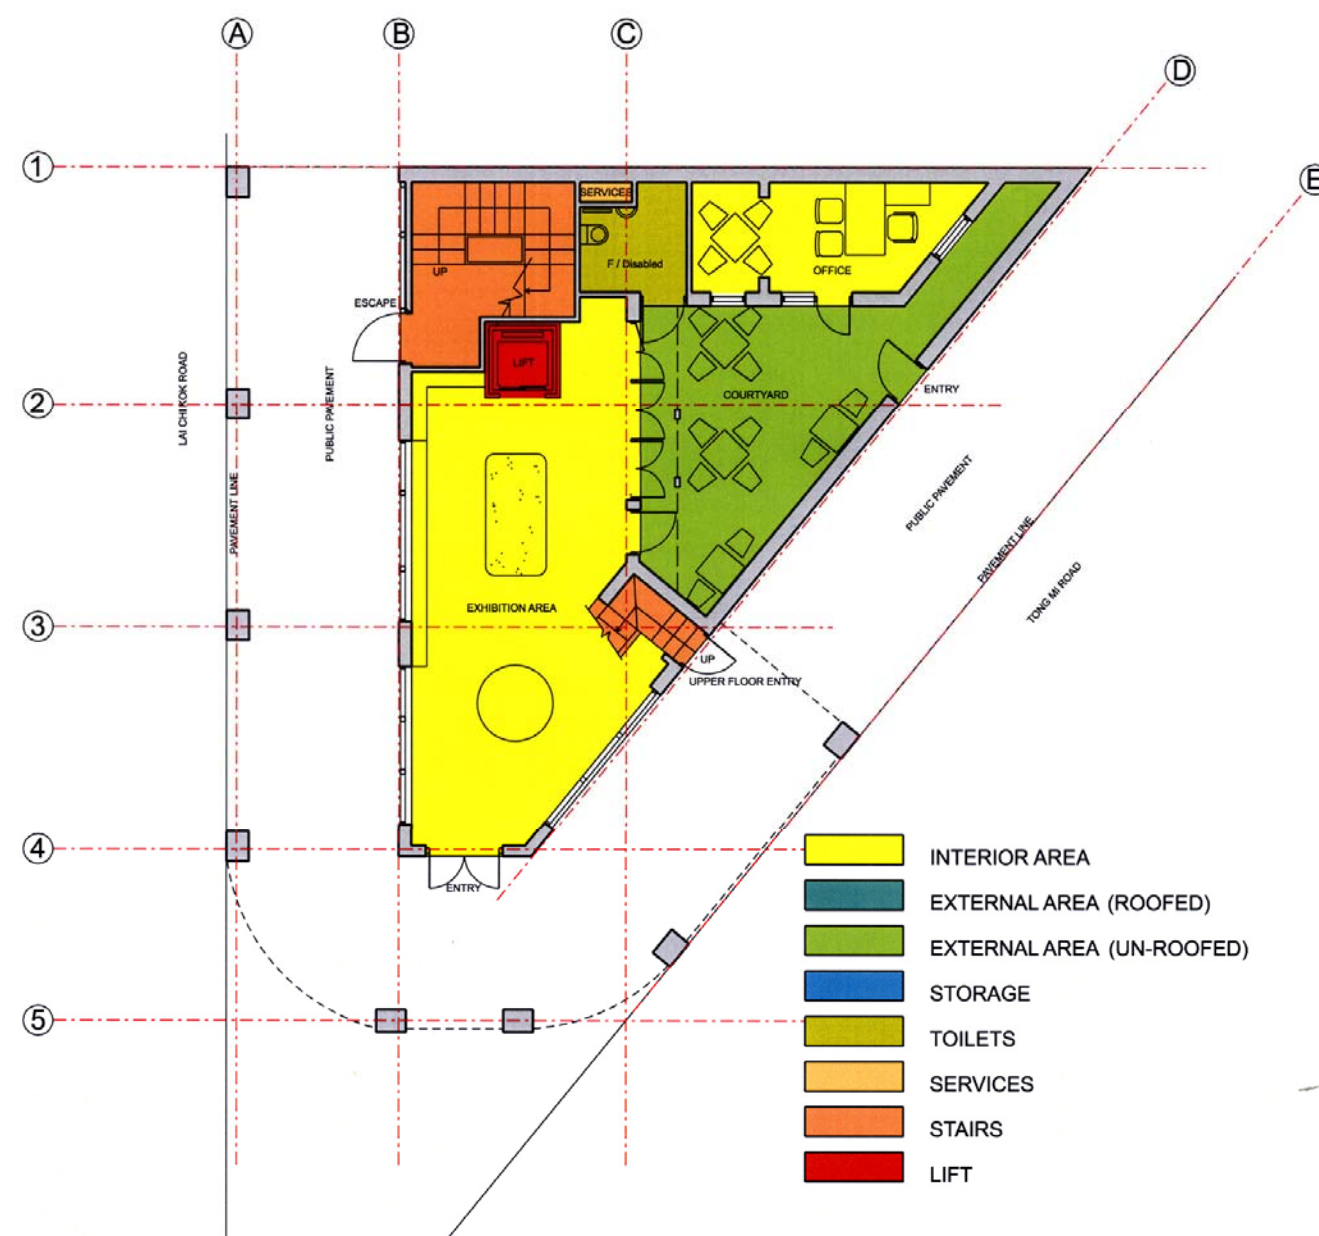 A
B
C
D
E
1
SERVICES
F / Disabled
OFFICE
UP
ESCAPE
LIFT
LAI CHI KOK ROAD
PUBLIC PAVEMENT
COURTYARD
ENTRY
2
PAVEMENT LINE
PUBLIC PAVEMENT
PAVEMENT LINE
TONG MI ROAD
EXHIBITION AREA
3
UP
UPPER FLOOR ENTRY
4
ENTRY
5
INTERIOR AREA
EXTERNAL AREA (ROOFED)
EXTERNAL AREA (UN-ROOFED)
STORAGE
TOILETS
SERVICES
STAIRS
LIFT